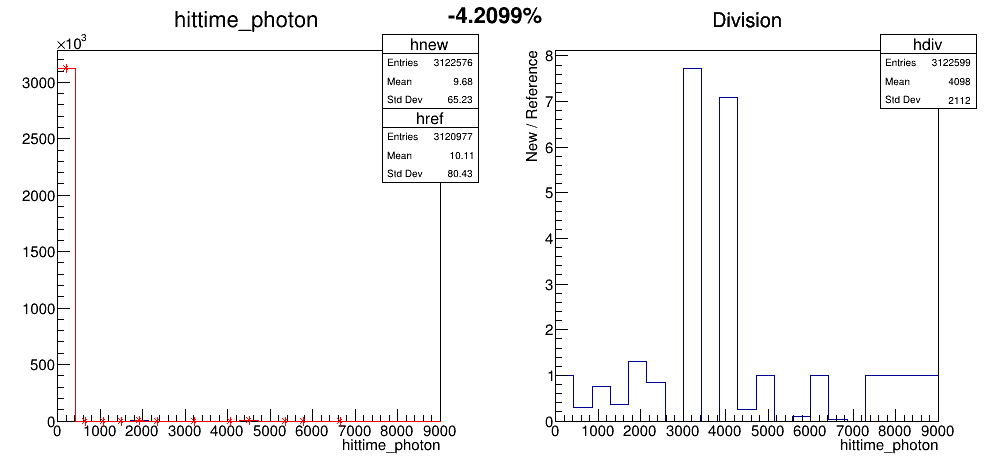 -4.2099%
hittime_photon
×10³
hnew
Entries 3122576
Mean 9.68
Std Dev 65.23
href
Entries 3120977
Mean 10.11
Std Dev 80.43
3000
2500
2000
1500
1000
500
0
0 1000 2000 3000 4000 5000 6000 7000 8000 9000
hittime_photon
Division
hdiv
Entries 3122599
Mean 4098
Std Dev 2112
New / Reference
8
7
6
5
4
3
2
1
0
0 1000 2000 3000 4000 5000 6000 7000 8000 9000
hittime_photon